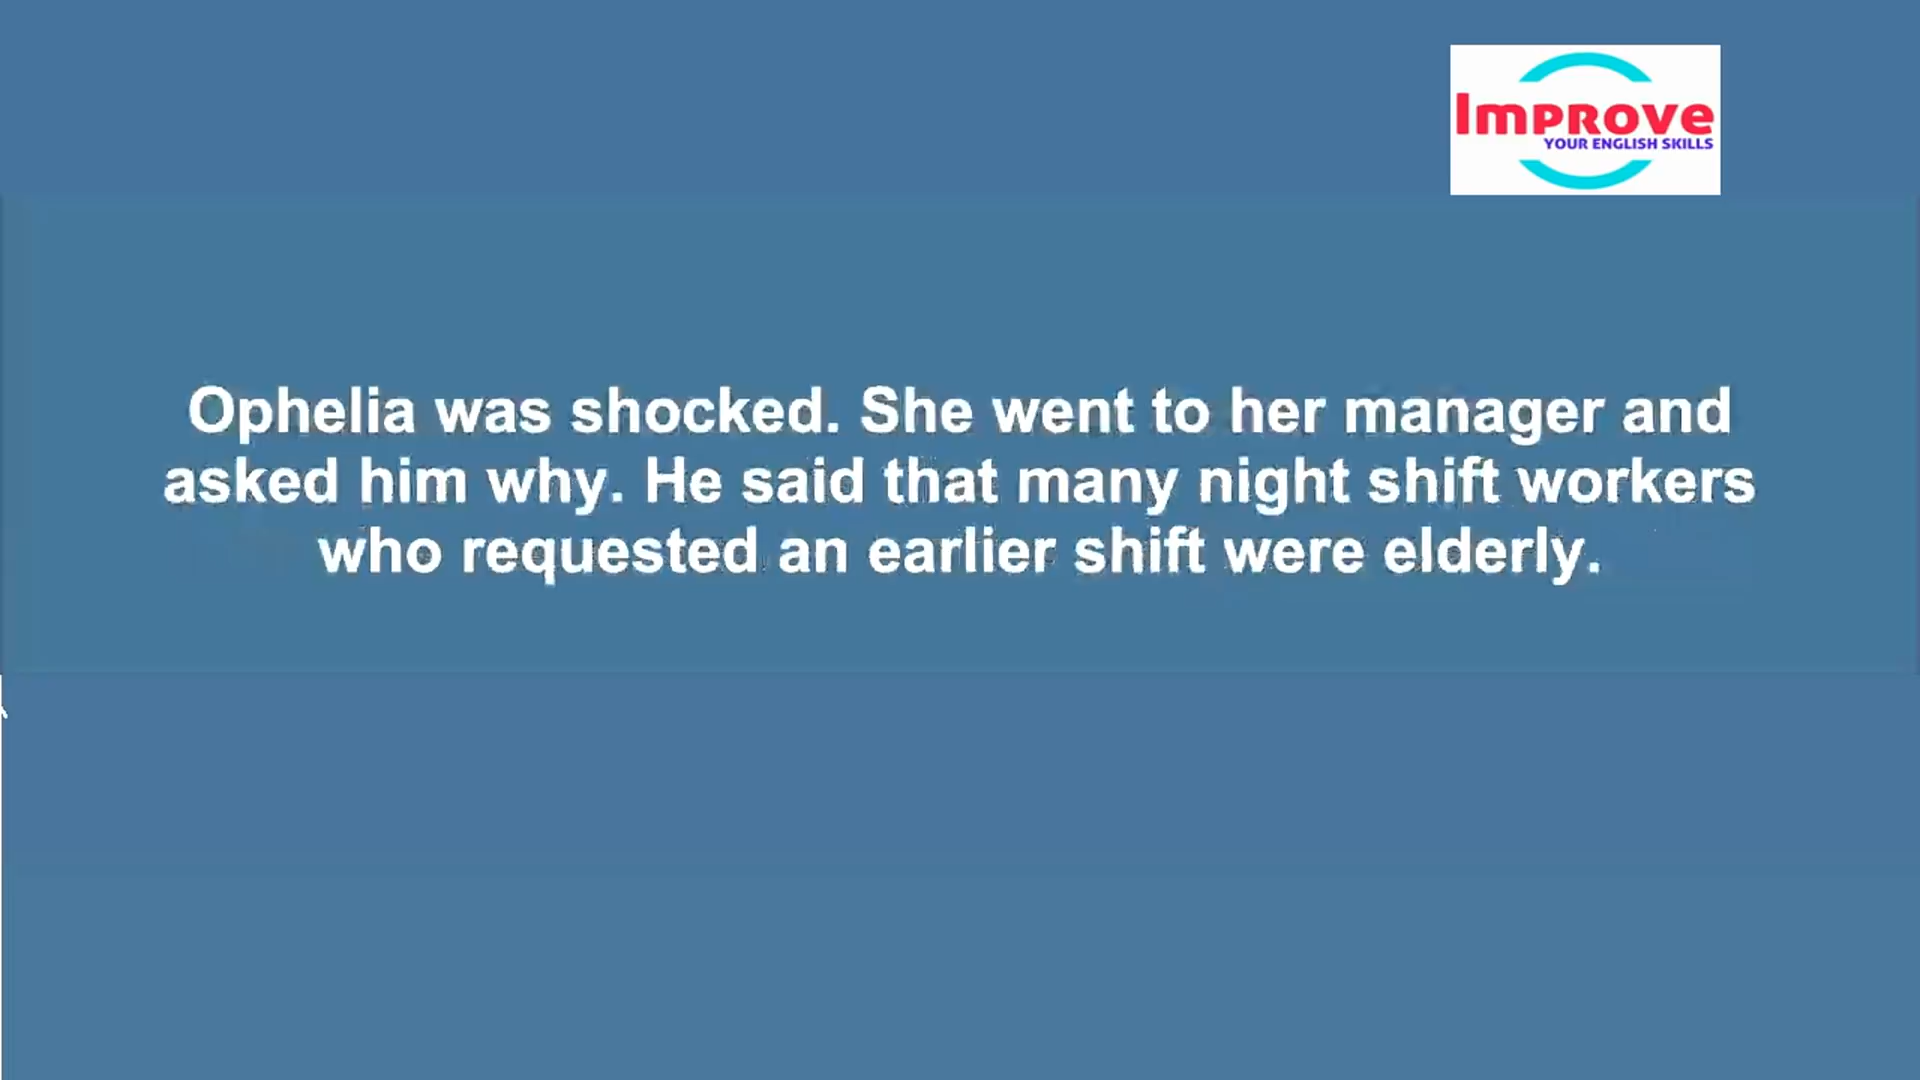 Improve
YOUR ENGLISH SKILLS
Ophelia was shocked. She went to her manager and
asked him why. He said that many night shift workers
who requested an earlier shift were elderly.